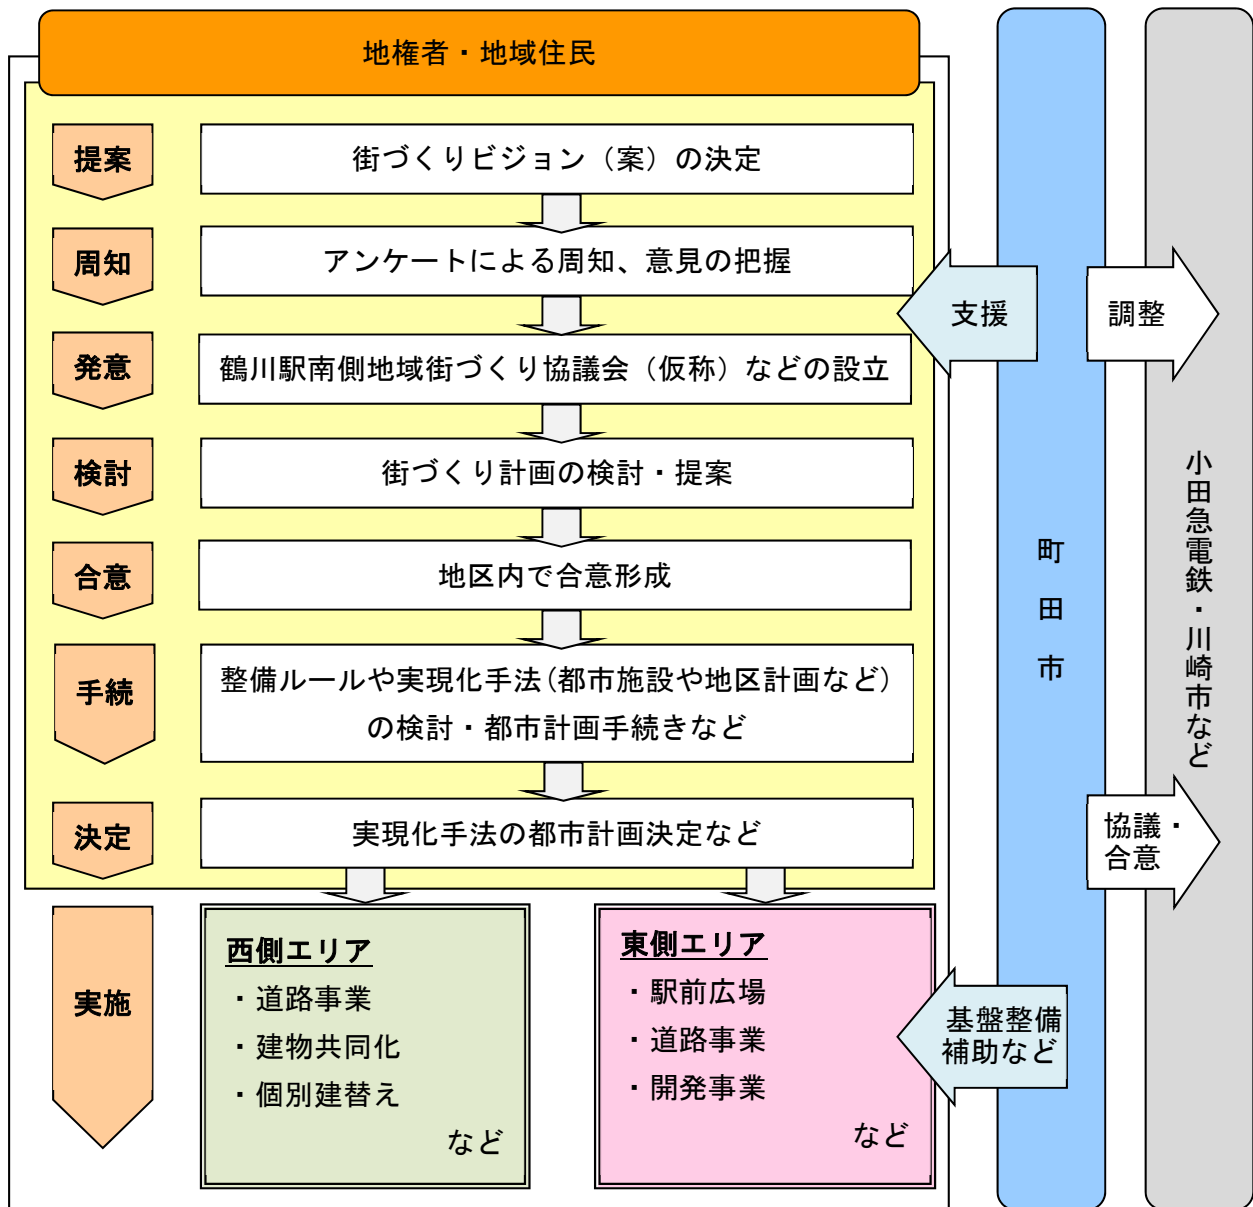 地権者・地域住民
提案
街づくりビジョン（案）の決定
周知
アンケートによる周知、意見の把握
発意
鶴川駅南側地域街づくり協議会（仮称）などの設立
検討
街づくり計画の検討・提案
合意
地区内で合意形成
手続
整備ルールや実現化手法（都市施設や地区計画など）
の検討・都市計画手続きなど
決定
実現化手法の都市計画決定など
実施
西側エリア
・道路事業
・建物共同化
・個別建替え
など
東側エリア
・駅前広場
・道路事業
・開発事業
など
支援
基盤整備
補助など
町田市
調整
協議・
合意
小田急電鉄・川崎市など